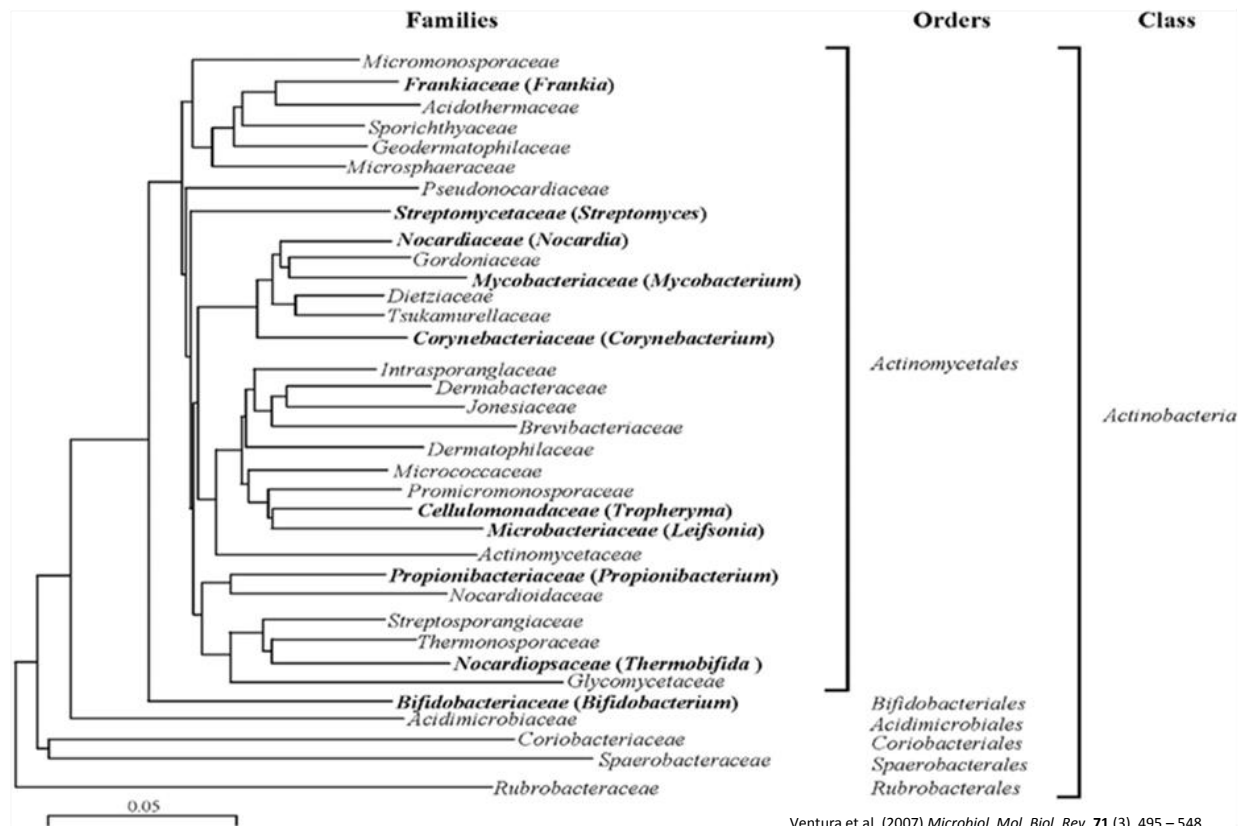 Families Orders Class
Micromonosporaceae
Frankiaceae (Frankia)
Acidothermaceae
Sporichthyaceae
Geodermatophilaceae
Microsphaeraceae
Pseudonocardiaceae
Streptomycetaceae (Streptomyces)
Nocardiaceae (Nocardia)
Gordoniaceae
Mycobacteriaceae (Mycobacterium)
Dietziaceae
Tsukamurellaceae
Corynebacteriaceae (Corynebacterium)
Actinomycetales
Intrasporanglaceae
Dermabacteraceae
Jonesiaceae
Actinobacteria
Brevibacteriaceae
Dermatophilaceae
Micrococcaceae
Promicromonosporaceae
Cellulomonadaceae (Tropheryma)
Microbacteriaceae (Leifsonia)
Actinomycetaceae
Propionibacteriaceae (Propionibacterium)
Nocardioidaceae
Streptosporangiaceae
Thermonosporaceae
Nocardiopsaceae (Thermobifida )
Glycomycetaceae
Bifidobacteriaceae (Bifidobacterium) Bifidobacteriales
Acidimicrobiaceae Acidimicrobiales
Coriobacteriaceae Coriobacteriales
Spaerobacteraceae Spaerobacterales
Rubrobacteraceae Rubrobacterales
0.05
Ventura et al. (2007) Microbiol. Mol. Biol. Rev. 71 (3), 495 – 548